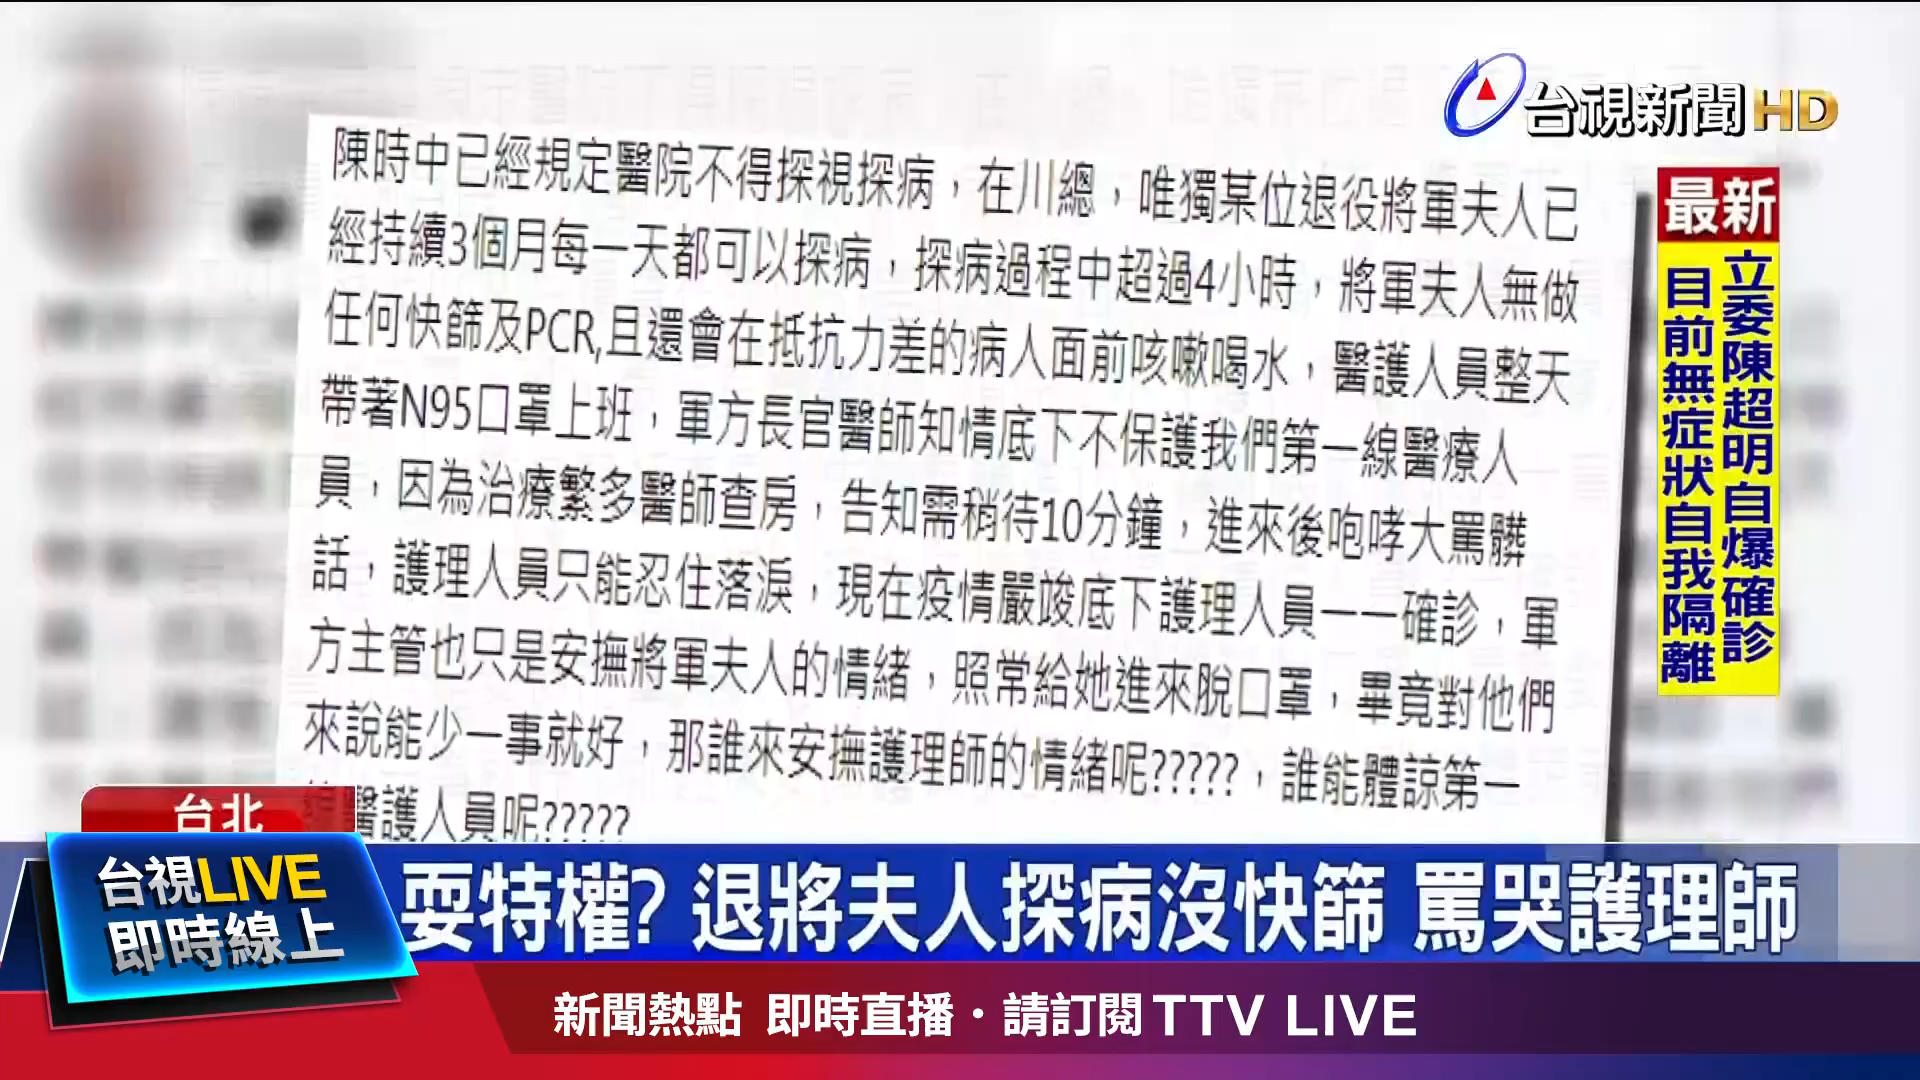 台視新聞HD
陳時中已經規定醫院不得探視探病，在川總，唯獨某位退役將軍夫人已
經持續3個月每一天都可以探病，探病過程中超過4小時，將軍夫人無做
任何快篩及PCR,且還會在抵抗力差的病人面前咳嗽喝水，醫護人員整天
帶著N95口罩上班，軍方長官醫師知情底下不保護我們第一線醫療人
員，因為治療繁多醫師查房，告知需稍待10分鐘，進來後咆哮大罵髒
話，護理人員只能忍住落淚，現在疫情嚴竣底下護理人員一一確診，軍
方主管也只是安撫將軍夫人的情緒，照常給她進來脫口罩，畢竟對他們
來說能少一事就好，那誰來安撫護理師的情緒呢?????，誰能體諒第一
線醫護人員呢?????
最新
立委陳超明自爆確診
目前無症狀自我隔離
台北
台視LIVE
即時線上
耍特權? 退將夫人探病沒快篩 罵哭護理師
新聞熱點 即時直播・請訂閱TTV LIVE